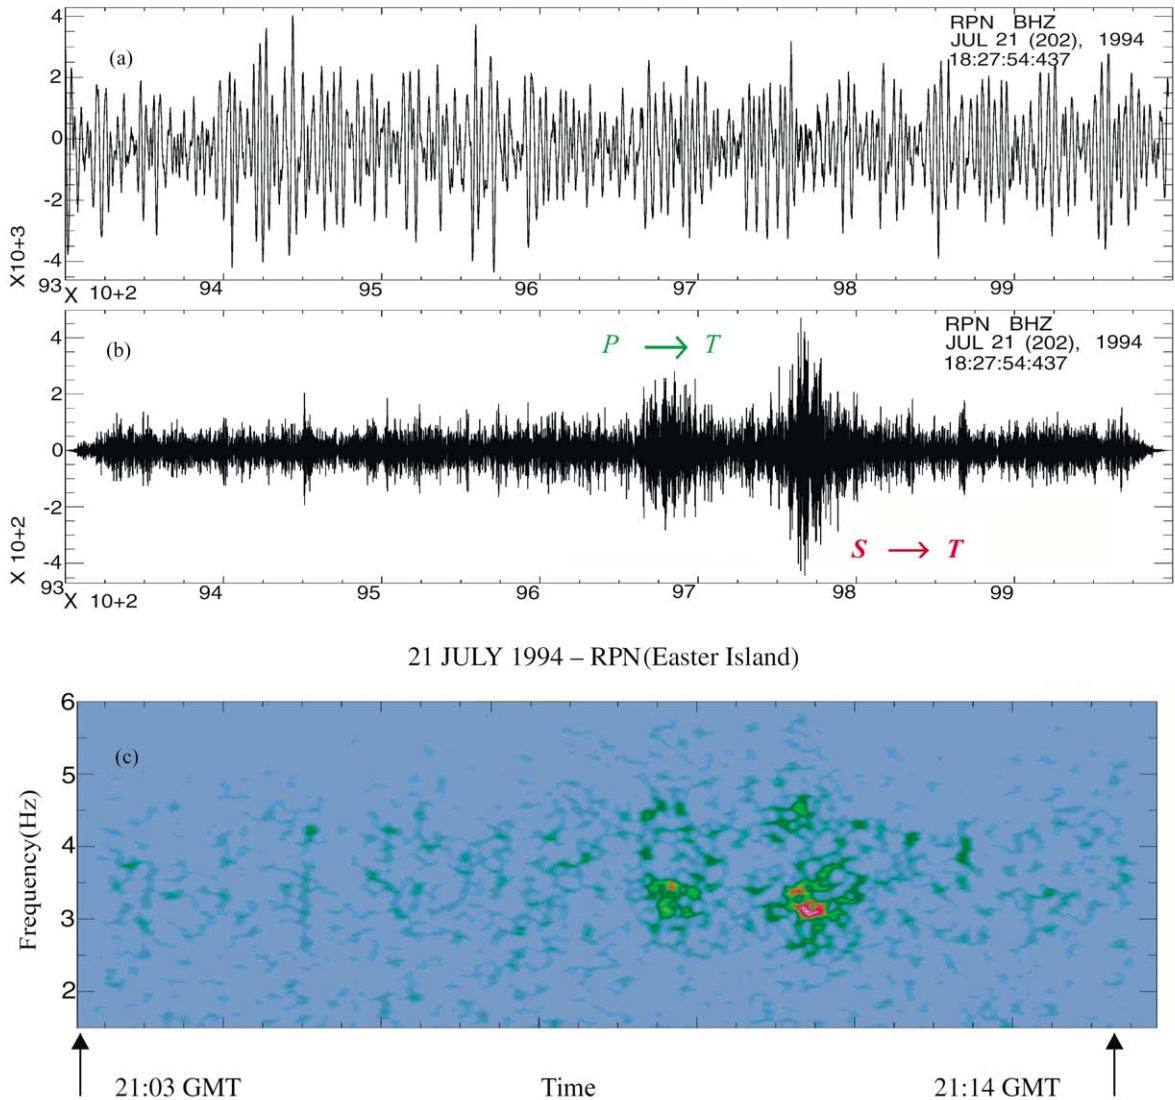 4
2
0
-2
-4
X10+3
(a)
RPN BHZ
JUL 21 (202), 1994
18:27:54:437
93 94 95 96 97 98 99
X 10+2
4
2
0
-2
-4
X 10+2
(b)
P → T
RPN BHZ
JUL 21 (202), 1994
18:27:54:437
S → T
93 94 95 96 97 98 99
X 10+2
21 JULY 1994 – RPN(Easter Island)
6
5
4
3
2
Frequency(Hz)
(c)
21:03 GMT Time 21:14 GMT